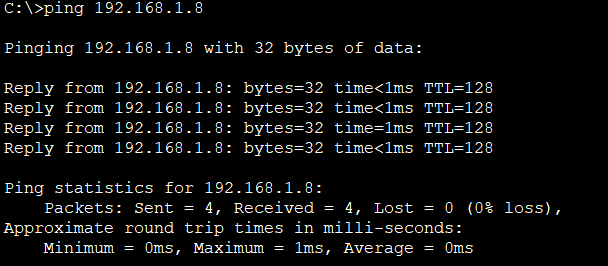 C:\>ping 192.168.1.8
Pinging 192.168.1.8 with 32 bytes of data:
Reply from 192.168.1.8: bytes=32 time<1ms TTL=128
Reply from 192.168.1.8: bytes=32 time<1ms TTL=128
Reply from 192.168.1.8: bytes=32 time=1ms TTL=128
Reply from 192.168.1.8: bytes=32 time<1ms TTL=128
Ping statistics for 192.168.1.8:
Packets: Sent = 4, Received = 4, Lost = 0 (0% loss),
Approximate round trip times in milli-seconds:
Minimum = 0ms, Maximum = 1ms, Average = 0ms